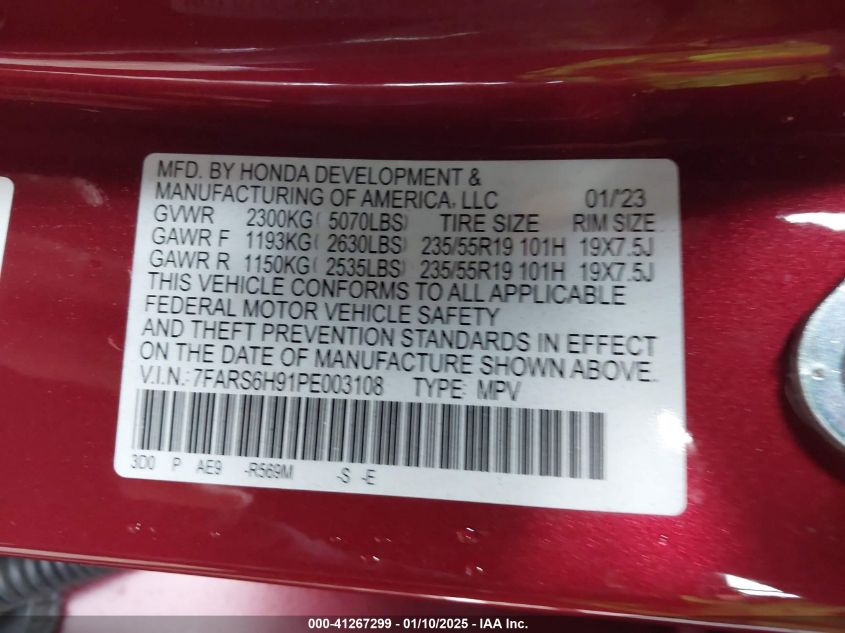 MFD. BY HONDA DEVELOPMENT &
MANUFACTURING OF AMERICA, LLC 01/'23
GVWR 2300KG( 5070LBS) TIRE SIZE RIM SIZE
GAWR F 1193KG( 2630LBS) 235/55R19 101H 19X7.5J
GAWR R 1150KG( 2535LBS) 235/55R19 101H 19X7.5J
THIS VEHICLE CONFORMS TO ALL APPLICABLE
FEDERAL MOTOR VEHICLE SAFETY
AND THEFT PREVENTION STANDARDS IN EFFECT
ON THE DATE OF MANUFACTURE SHOWN ABOVE.
V.I.N.: 7FARS6H91PE003108 TYPE: MPV
3D0 P AE9 -R569M -S -E
000-41267299 - 01/10/2025 - IAA Inc.